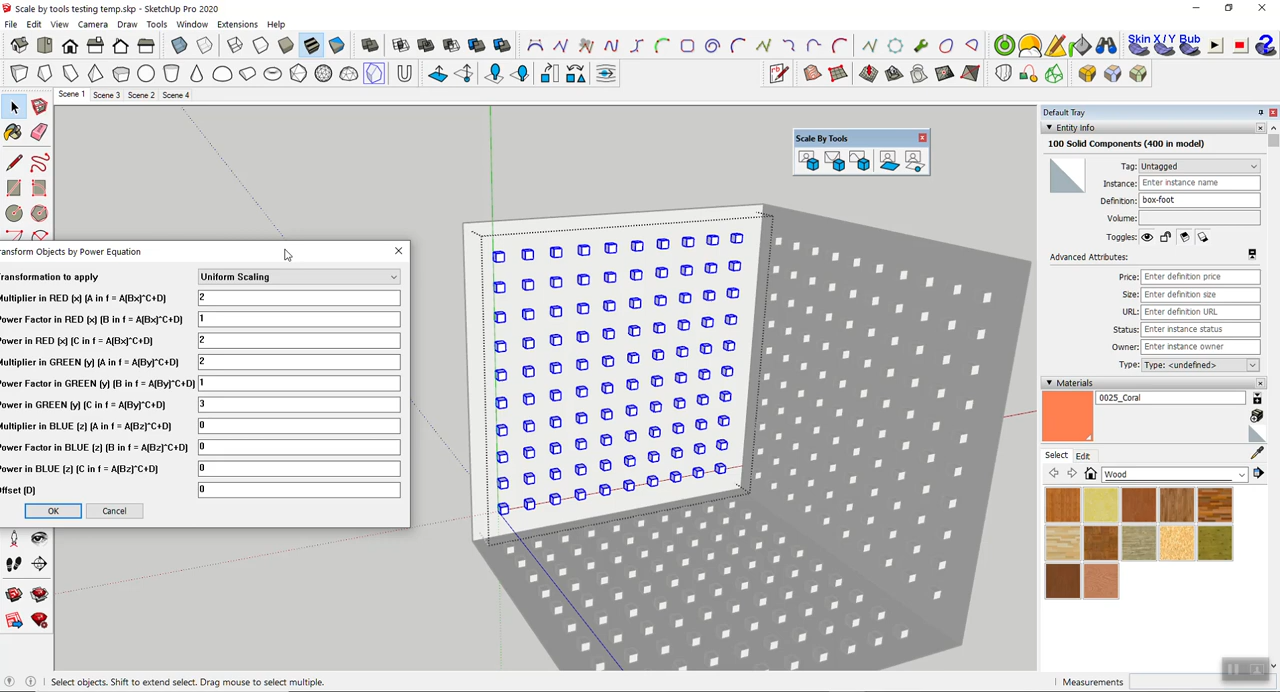 Scale by tools testing temp.skp - SketchUp Pro 2020
File Edit View Camera Draw Tools Window Extensions Help
Skin X / Y Bub
Scene 1 Scene 3 Scene 2 Scene 4
Default Tray
Entity Info
100 Solid Components (400 in model)
Tag: Untagged
Instance: Enter instance name
Definition: box-foot
Volume:
Toggles:
Advanced Attributes:
Price: Enter definition price
Size: Enter definition size
URL: Enter definition URL
Status: Enter instance status
Owner: Enter instance owner
Type: Type: <undefined>
Materials
0025_Coral
Select Edit
Wood
Scale By Tools
ransform Objects by Power Equation
ransformation to apply Uniform Scaling
Multiplier in RED (x) (A in f = A(Bx)^C+D) 2
Power Factor in RED (x) (B in f = A(Bx)^C+D) 1
Power in RED (x) (C in f = A(Bx)^C+D) 2
Multiplier in GREEN (y) (A in f = A(By)^C+D) 2
Power Factor in GREEN (y) (B in f = A(By)^C+D) 1
Power in GREEN (y) (C in f = A(By)^C+D) 3
Multiplier in BLUE (z) (A in f = A(Bz)^C+D) 0
Power Factor in BLUE (z) (B in f = A(Bz)^C+D) 0
Power in BLUE (z) (C in f = A(Bz)^C+D) 0
Offset (D) 0
OK Cancel
Select objects. Shift to extend select. Drag mouse to select multiple.
Measurements